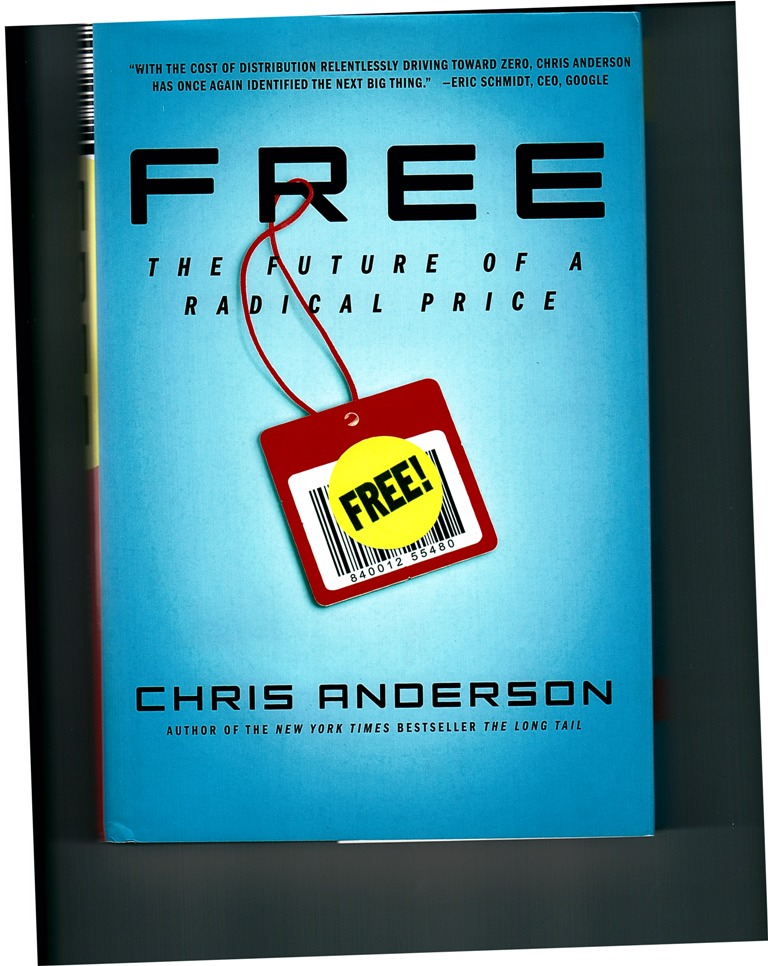 “WITH THE COST OF DISTRIBUTION RELENTLESSLY DRIVING TOWARD ZERO, CHRIS ANDERSON
HAS ONCE AGAIN IDENTIFIED THE NEXT BIG THING.” —ERIC SCHMIDT, CEO, GOOGLE
FREE
THE FUTURE OF A
RADICAL PRICE
FREE!
840012 55480
CHRIS ANDERSON
AUTHOR OF THE NEW YORK TIMES BESTSELLER THE LONG TAIL